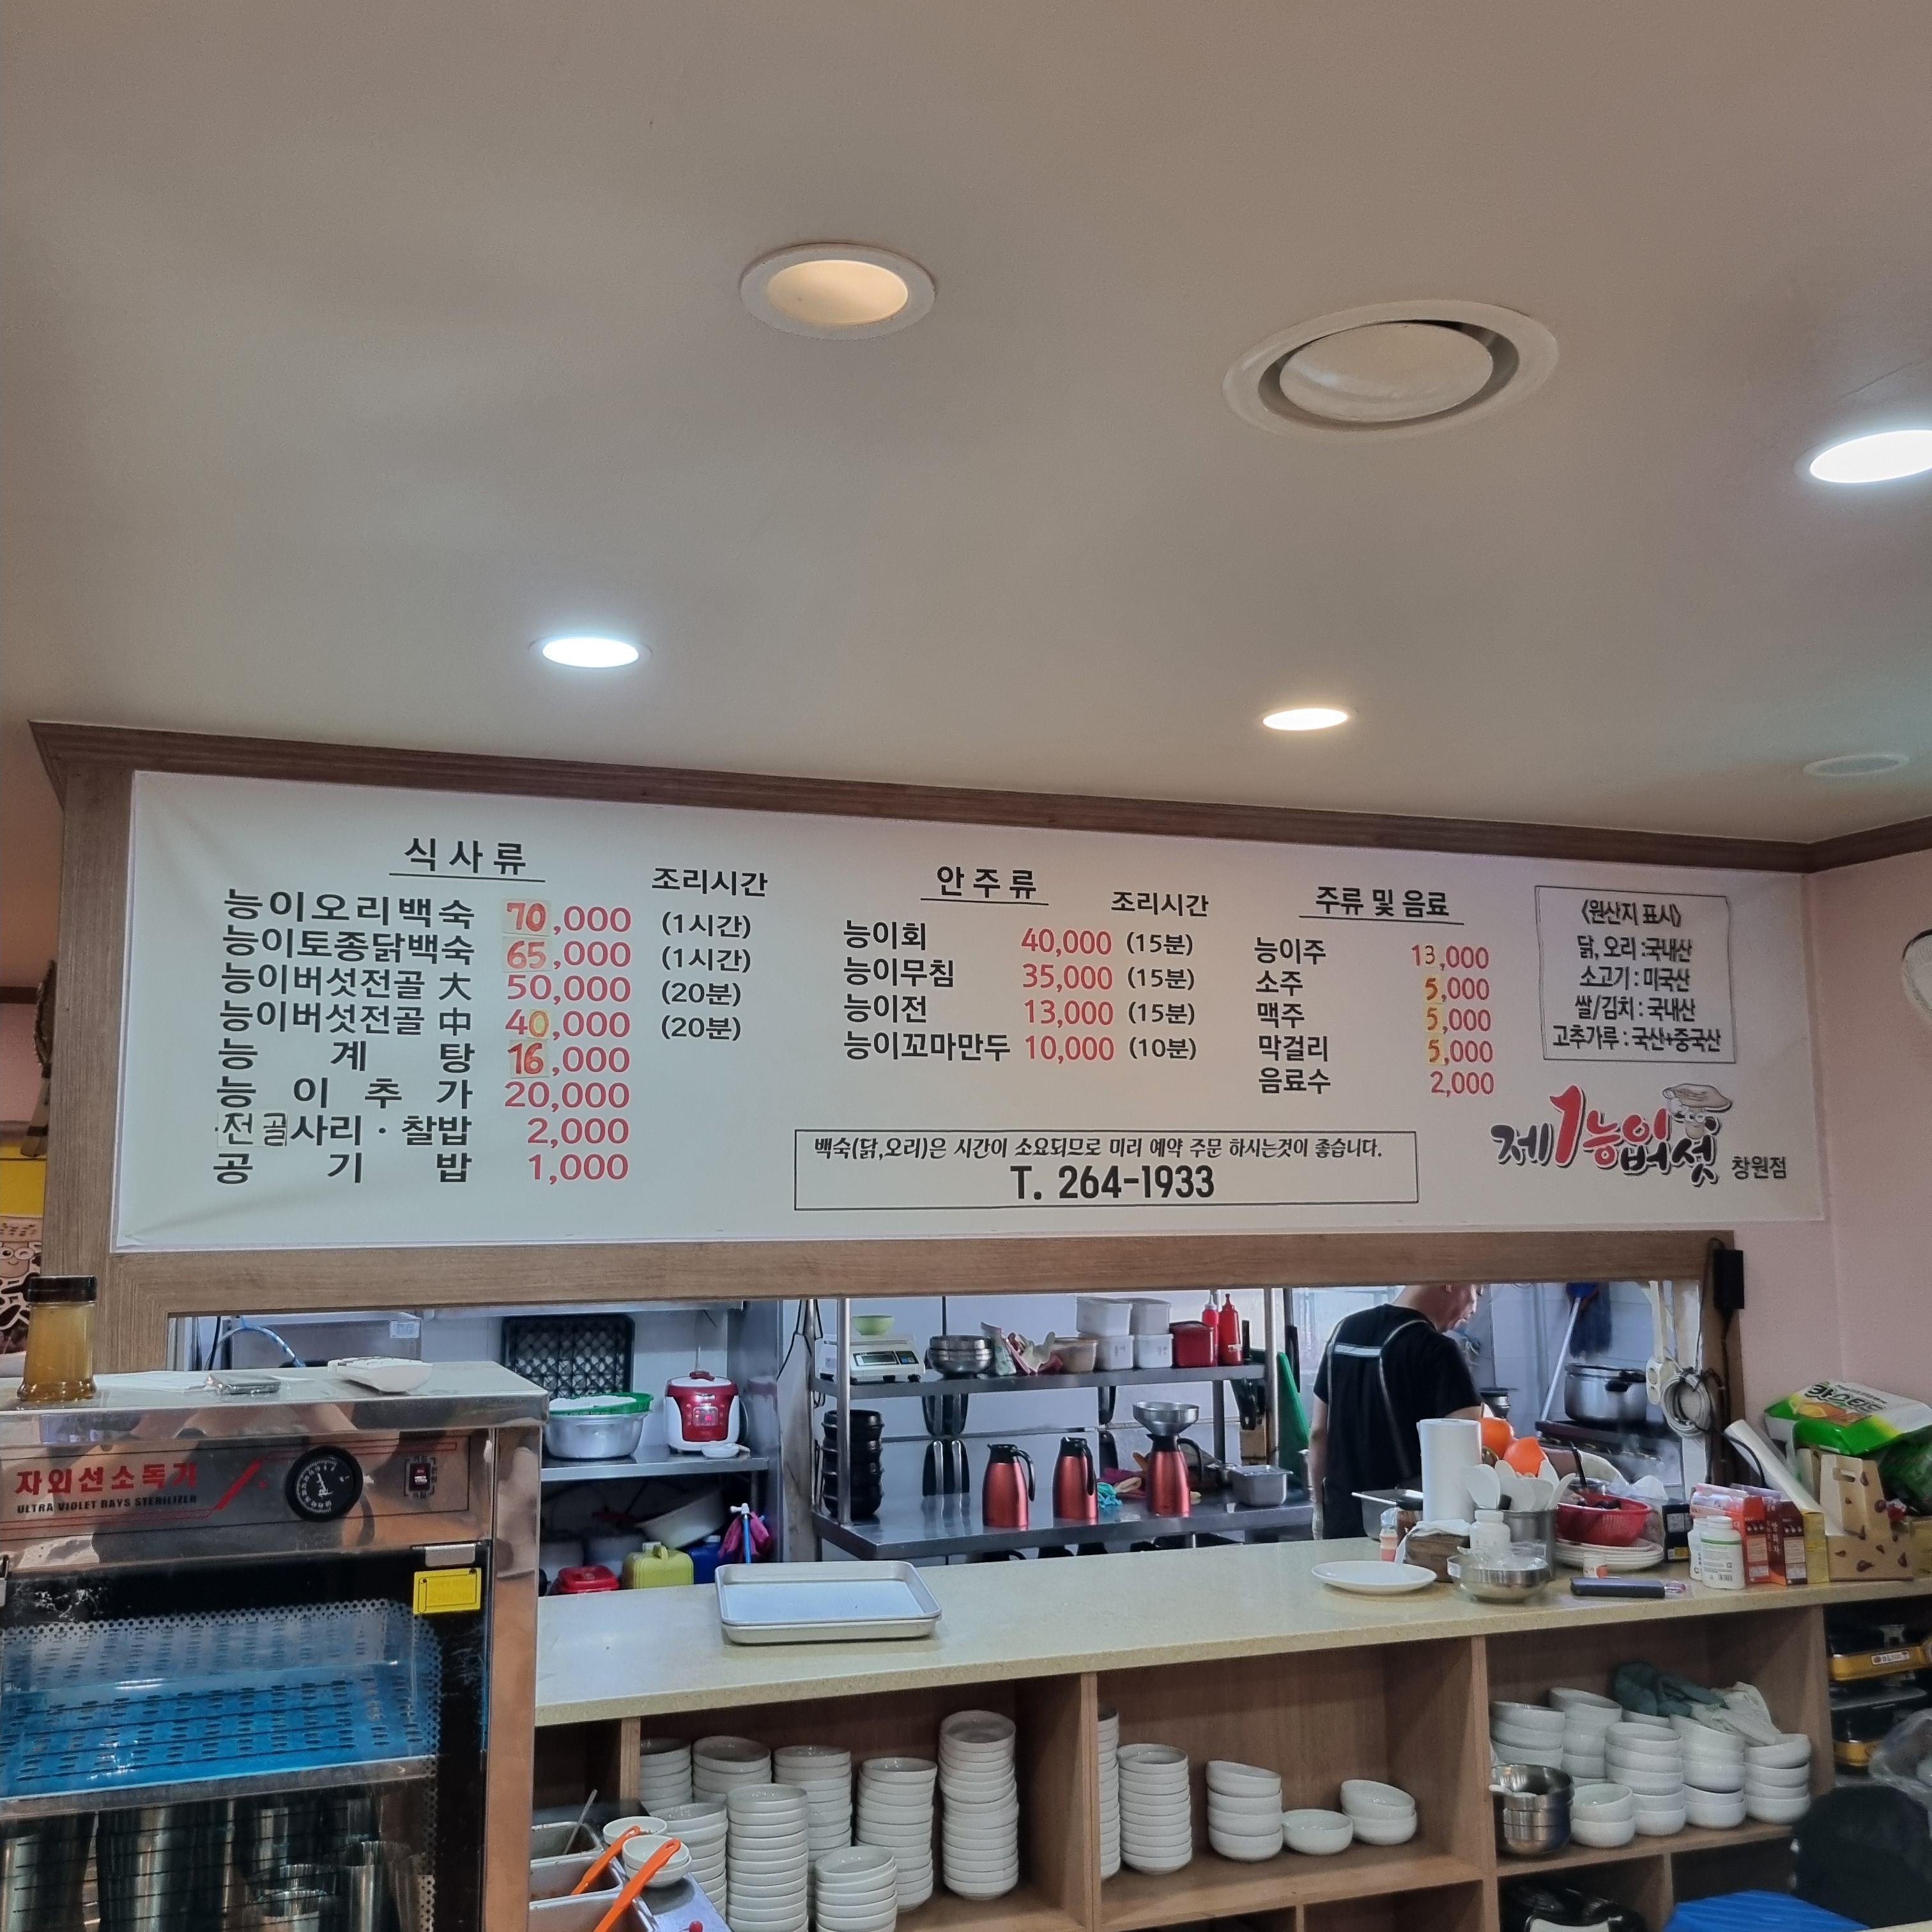 식사류
조리시간
능이오리백숙 70,000 (1시간)
능이토종닭백숙 65,000 (1시간)
능이버섯전골 大 50,000 (20분)
능이버섯전골 中 40,000 (20분)
능계탕 16,000
능이추가 20,000
전골사리·찰밥 2,000
공기밥 1,000
안주류
조리시간
능이회 40,000 (15분)
능이무침 35,000 (15분)
능이전 13,000 (15분)
능이꼬마만두 10,000 (10분)
주류 및 음료
능이주 13,000
소주 5,000
맥주 5,000
막걸리 5,000
음료수 2,000
《원산지 표시》
닭, 오리 :국내산
소고기 : 미국산
쌀/김치 : 국내산
고추가루 : 국산+중국산
백숙(닭,오리)은 시간이 소요되므로 미리 예약 주문 하시는것이 좋습니다.
T. 264-1933
제1능이버섯 창원점
자외선소독기
ULTRA VIOLET RAYS STERILIZER
카스타드